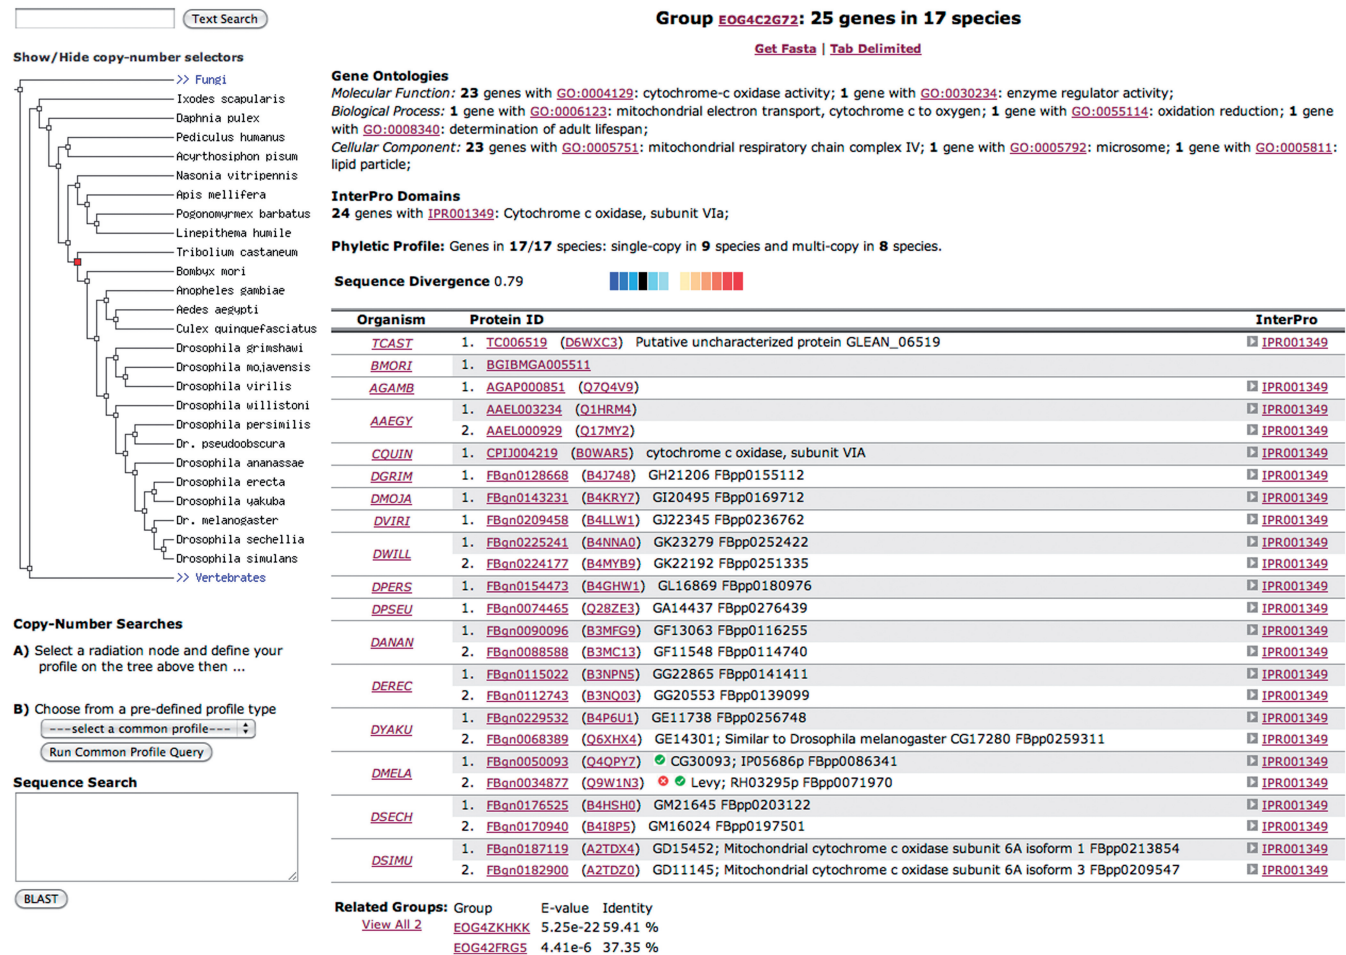 Text Search
Show/Hide copy-number selectors
>> Fungi
Ixodes scapularis
Daphnia pulex
Pediculus humanus
Acyrthosiphon pisum
Nasonia vitripennis
Apis mellifera
Pogonomyrmex barbatus
Linepithema humile
Tribolium castaneum
Bombyx mori
Anopheles gambiae
Aedes aegypti
Culex quinquefasciatus
Drosophila grimshawi
Drosophila mojavensis
Drosophila virilis
Drosophila willistoni
Drosophila persimilis
Dr. pseudoobscura
Drosophila ananassae
Drosophila erecta
Drosophila yakuba
Dr. melanogaster
Drosophila sechellia
Drosophila simulans
>> Vertebrates
Copy-Number Searches
A) Select a radiation node and define your
profile on the tree above then ...
B) Choose from a pre-defined profile type
---select a common profile---
Run Common Profile Query
Sequence Search
BLAST
Group EOG4C2G72: 25 genes in 17 species
Get Fasta | Tab Delimited
Gene Ontologies
Molecular Function: 23 genes with GO:0004129: cytochrome-c oxidase activity; 1 gene with GO:0030234: enzyme regulator activity;
Biological Process: 1 gene with GO:0006123: mitochondrial electron transport, cytochrome c to oxygen; 1 gene with GO:0055114: oxidation reduction; 1 gene
with GO:0008340: determination of adult lifespan;
Cellular Component: 23 genes with GO:0005751: mitochondrial respiratory chain complex IV; 1 gene with GO:0005792: microsome; 1 gene with GO:0005811:
lipid particle;
InterPro Domains
24 genes with IPR001349: Cytochrome c oxidase, subunit VIa;
Phyletic Profile: Genes in 17/17 species: single-copy in 9 species and multi-copy in 8 species.
Sequence Divergence 0.79
Organism Protein ID InterPro
TCAST 1. TC006519 (D6WXC3) Putative uncharacterized protein GLEAN_06519 IPR001349
BMORI 1. BGIBMGA005511
AGAMB 1. AGAP000851 (Q7Q4V9) IPR001349
AAEGY 1. AAEL003234 (Q1HRM4) IPR001349
2. AAEL000929 (Q17MY2) IPR001349
CQUIN 1. CPIJ004219 (B0WAR5) cytochrome c oxidase, subunit VIA IPR001349
DGRIM 1. FBgn0128668 (B4J748) GH21206 FBpp0155112 IPR001349
DMOJA 1. FBgn0143231 (B4KRY7) GI20495 FBpp0169712 IPR001349
DVIRI 1. FBgn0209458 (B4LLW1) GJ22345 FBpp0236762 IPR001349
DWILL 1. FBgn0225241 (B4NNA0) GK23279 FBpp0252422 IPR001349
2. FBgn0224177 (B4MYB9) GK22192 FBpp0251335 IPR001349
DPERS 1. FBgn0154473 (B4GHW1) GL16869 FBpp0180976 IPR001349
DPSEU 1. FBgn0074465 (Q28ZE3) GA14437 FBpp0276439 IPR001349
DANAN 1. FBgn0090096 (B3MFG9) GF13063 FBpp0116255 IPR001349
2. FBgn0088588 (B3MC13) GF11548 FBpp0114740 IPR001349
DEREC 1. FBgn0115022 (B3NPN5) GG22865 FBpp0141411 IPR001349
2. FBgn0112743 (B3NQ03) GG20553 FBpp0139099 IPR001349
DYAKU 1. FBgn0229532 (B4P6U1) GE11738 FBpp0256748 IPR001349
2. FBgn0068389 (Q6XHX4) GE14301; Similar to Drosophila melanogaster CG17280 FBpp0259311 IPR001349
DMELA 1. FBgn0050093 (Q4QPY7) CG30093; IP05686p FBpp0086341 IPR001349
2. FBgn0034877 (Q9W1N3) Levy; RH03295p FBpp0071970 IPR001349
DSECH 1. FBgn0176525 (B4HSH0) GM21645 FBpp0203122 IPR001349
2. FBgn0170940 (B4I8P5) GM16024 FBpp0197501 IPR001349
DSIMU 1. FBgn0187119 (A2TDX4) GD15452; Mitochondrial cytochrome c oxidase subunit 6A isoform 1 FBpp0213854 IPR001349
2. FBgn0182900 (A2TDZ0) GD11145; Mitochondrial cytochrome c oxidase subunit 6A isoform 3 FBpp0209547 IPR001349
Related Groups: Group E-value Identity
View All 2 EOG4ZKHKK 5.25e-22 59.41 %
EOG42FRG5 4.41e-6 37.35 %